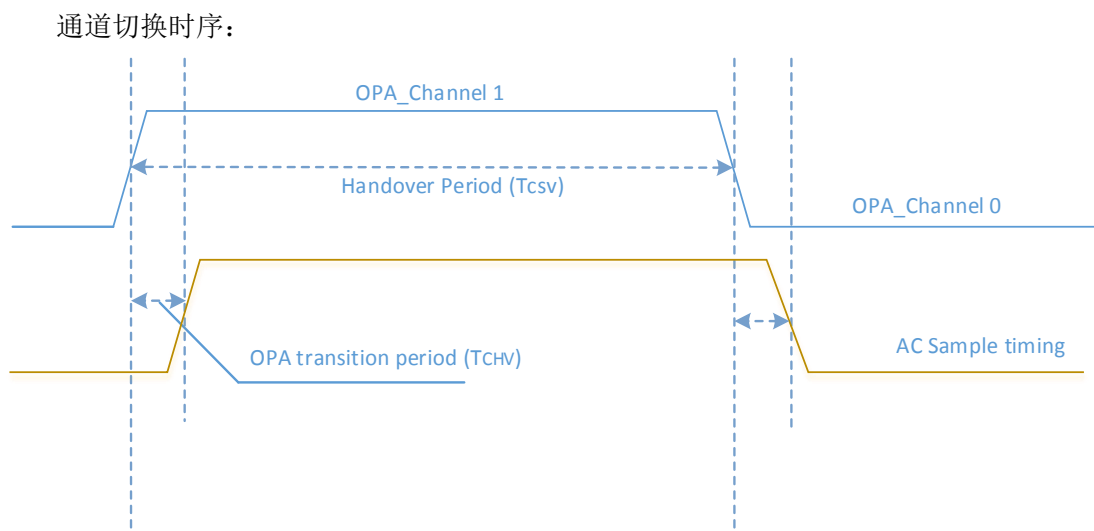 通道切换时序：
OPA_Channel 1
Handover Period (Tcsv)
OPA_Channel 0
OPA transition period (TCHV)
AC Sample timing